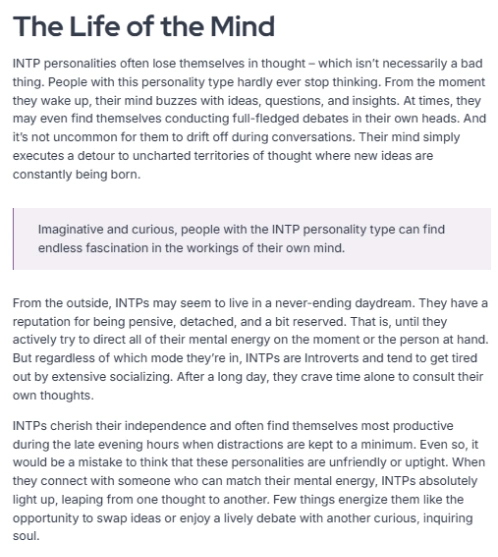 The Life of the Mind
INTP personalities often lose themselves in thought – which isn't necessarily a bad
thing. People with this personality type hardly ever stop thinking. From the moment
they wake up, their mind buzzes with ideas, questions, and insights. At times, they
may even find themselves conducting full-fledged debates in their own heads. And
it's not uncommon for them to drift off during conversations. Their mind simply
executes a detour to uncharted territories of thought where new ideas are
constantly being born.
Imaginative and curious, people with the INTP personality type can find
endless fascination in the workings of their own mind.
From the outside, INTPs may seem to live in a never-ending daydream. They have a
reputation for being pensive, detached, and a bit reserved. That is, until they
actively try to direct all of their mental energy on the moment or the person at hand.
But regardless of which mode they're in, INTPs are Introverts and tend to get tired
out by extensive socializing. After a long day, they crave time alone to consult their
own thoughts.
INTPs cherish their independence and often find themselves most productive
during the late evening hours when distractions are kept to a minimum. Even so, it
would be a mistake to think that these personalities are unfriendly or uptight. When
they connect with someone who can match their mental energy, INTPs absolutely
light up, leaping from one thought to another. Few things energize them like the
opportunity to swap ideas or enjoy a lively debate with another curious, inquiring
soul.